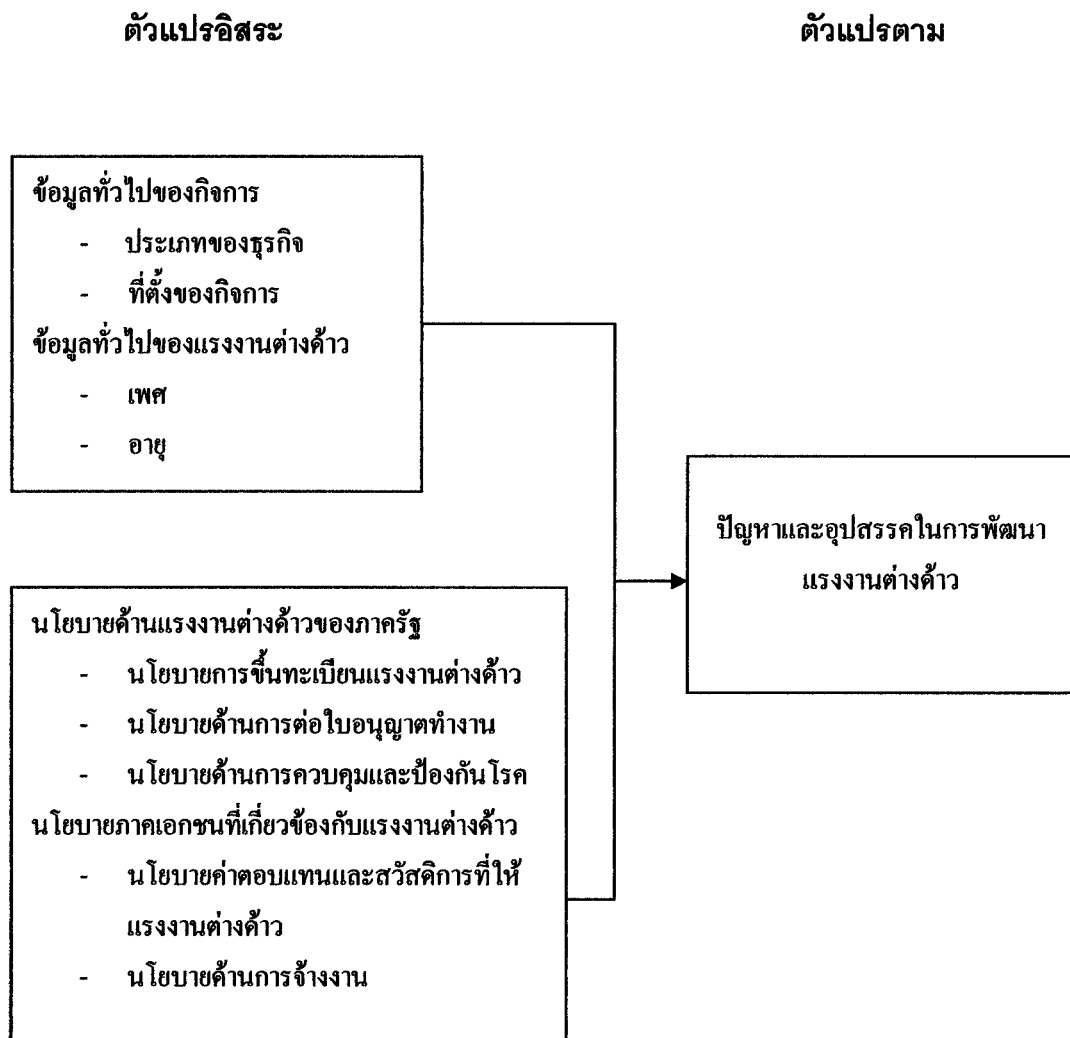 ตัวแปรอิสระ
ตัวแปรตาม
ข้อมูลทั่วไปของกิจการ
- ประเภทของธุรกิจ
- ที่ตั้งของกิจการ
ข้อมูลทั่วไปของแรงงานต่างด้าว
- เพศ
- อายุ
ปัญหาและอุปสรรคในการพัฒนา
แรงงานต่างด้าว
นโยบายด้านแรงงานต่างด้าวของภาครัฐ
- นโยบายการขึ้นทะเบียนแรงงานต่างด้าว
- นโยบายด้านการต่อใบอนุญาตทำงาน
- นโยบายด้านการควบคุมและป้องกันโรค
นโยบายภาคเอกชนที่เกี่ยวข้องกับแรงงานต่างด้าว
- นโยบายค่าตอบแทนและสวัสดิการที่ให้
แรงงานต่างด้าว
- นโยบายด้านการจ้างงาน